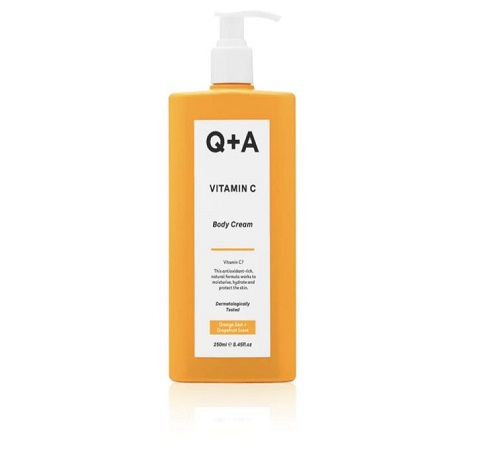 Q+A
VITAMIN C
Body Cream
Vitamin C?
This antioxidant-rich,
natural formula works to
moisturise, hydrate and
protect the skin.
Dermatologically
Tested
Orange Zest +
Grapefruit Scent
250ml ℮ 8.45fl.oz